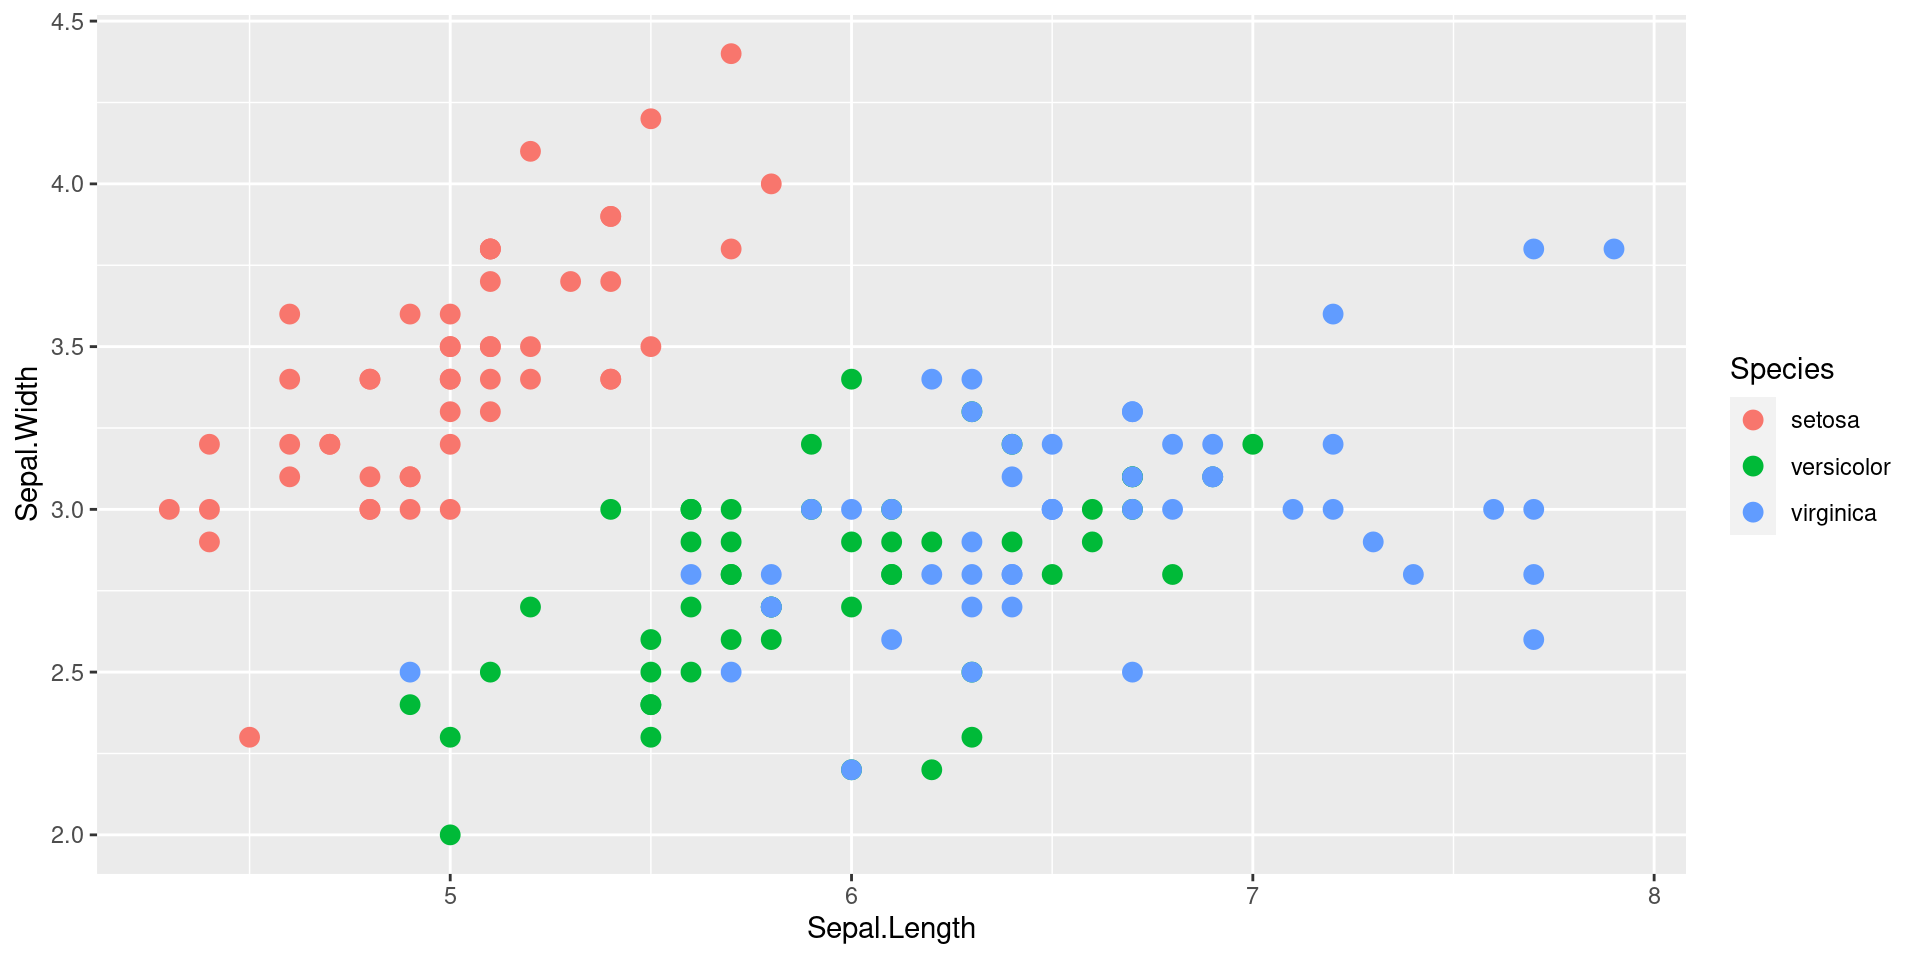 4.5
4.0
3.5
3.0
2.5
2.0
Sepal.Width
5 6 7 8
Sepal.Length
Species
setosa
versicolor
virginica